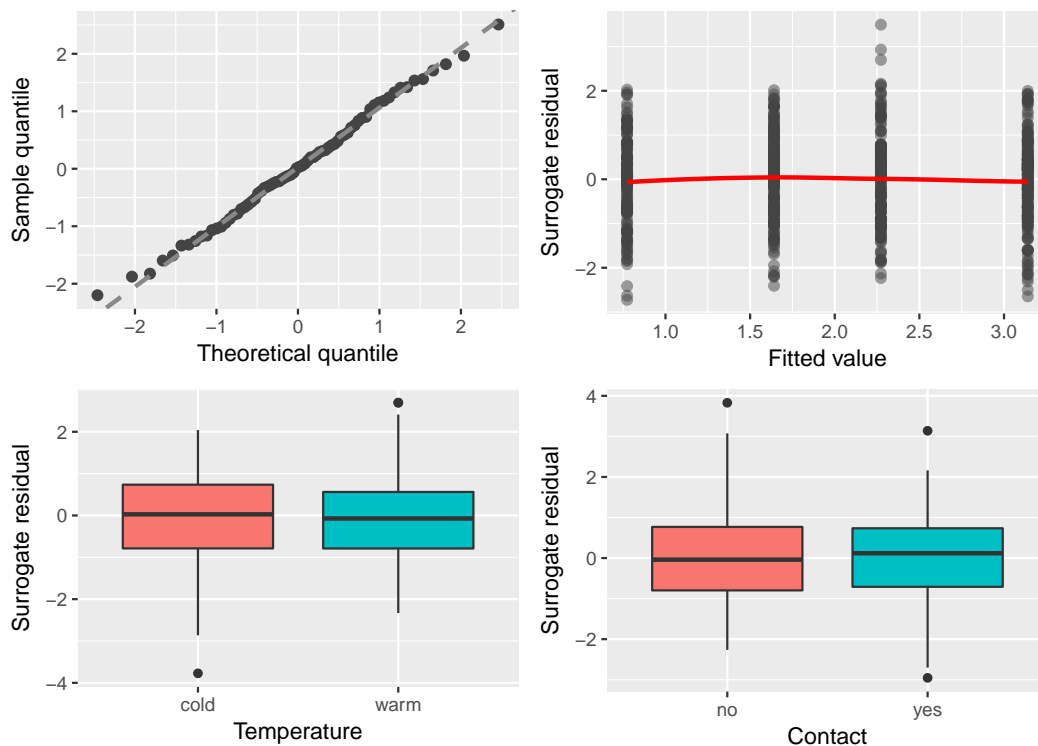 2
1
0
−1
−2
Sample quantile
−2
−1
0
1
2
Theoretical quantile
2
0
−2
Surrogate residual
1.0
1.5
2.0
2.5
3.0
Fitted value
2
0
−2
−4
Surrogate residual
cold
warm
Temperature
4
2
0
−2
Surrogate residual
no
yes
Contact